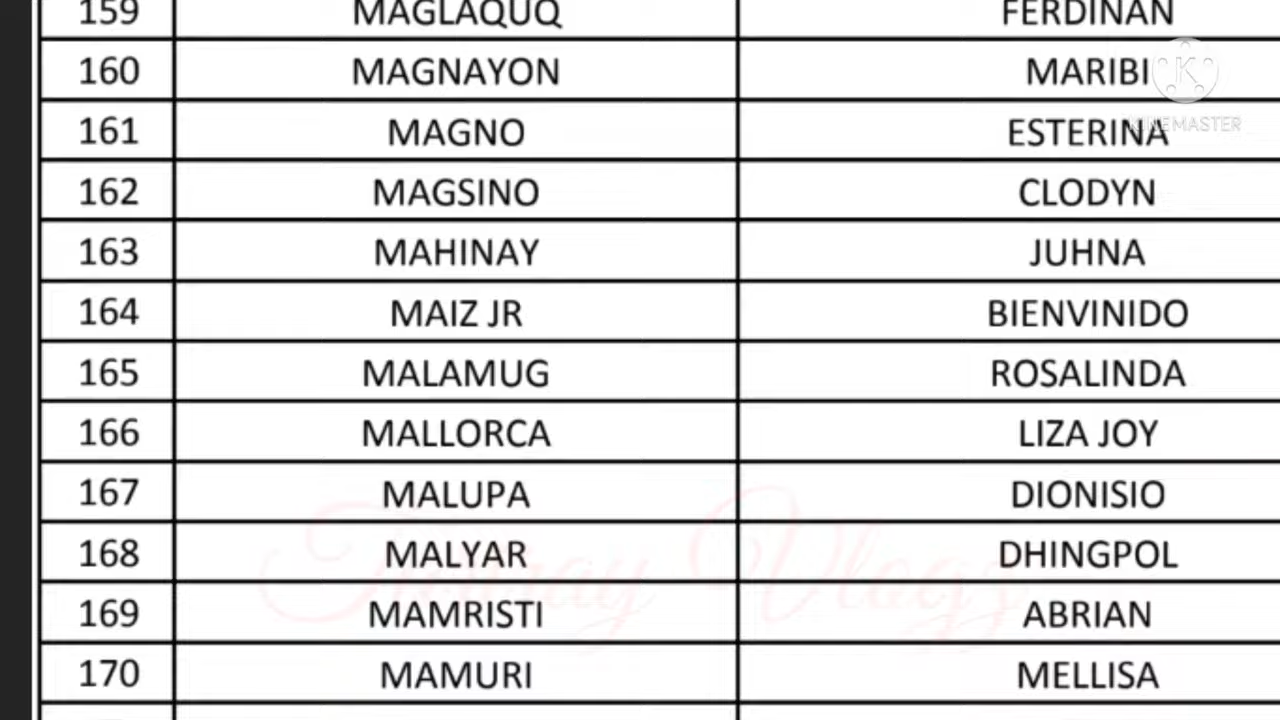 159 MAGLAQUQ FERDINAN
160 MAGNAYON MARIBI
161 MAGNO ESTERINA
162 MAGSINO CLODYN
163 MAHINAY JUHNA
164 MAIZ JR BIENVINIDO
165 MALAMUG ROSALINDA
166 MALLORCA LIZA JOY
167 MALUPA DIONISIO
168 MALYAR DHINGPOL
169 MAMRISTI ABRIAN
170 MAMURI MELLISA
K
KINEMASTER
Vlogs